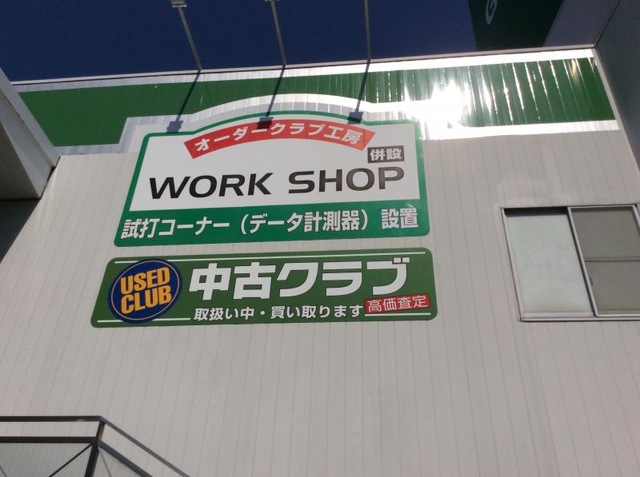 オーダークラブ工房
併設
WORK SHOP
試打コーナー（データ計測器）設置
USED
CLUB
中古クラブ
取扱い中・買い取ります
高価査定
G